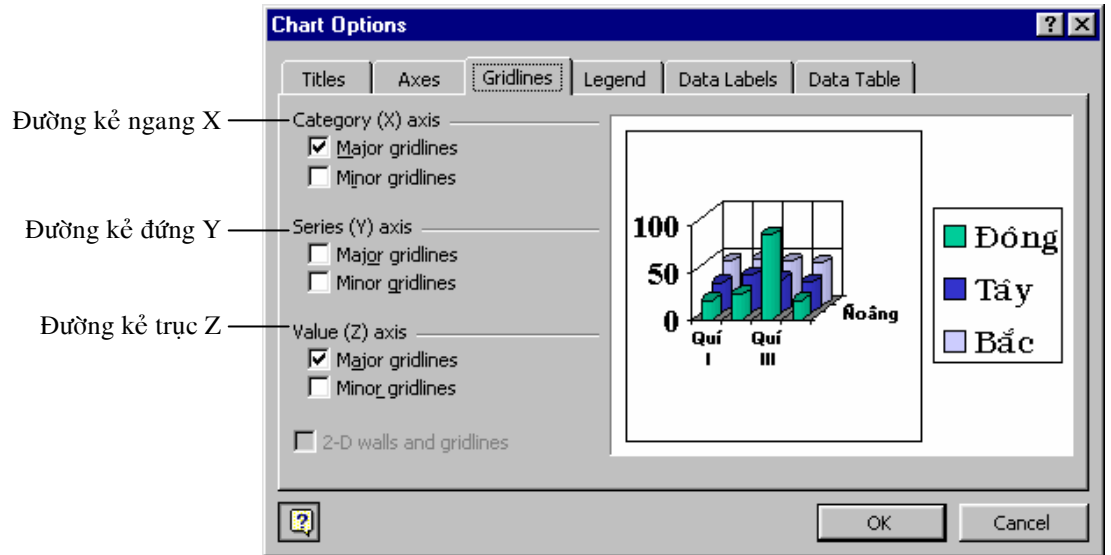 Chart Options
Titles Axes Gridlines Legend Data Labels Data Table
Đường kẻ ngang X
Category (X) axis
Major gridlines
Minor gridlines
Đường kẻ đứng Y
Series (Y) axis
Major gridlines
Minor gridlines
Đường kẻ trục Z
Value (Z) axis
Major gridlines
Minor gridlines
2-D walls and gridlines
100
50
0
Quí I
Quí III
Ñoâng
Đông
Tây
Bắc
OK Cancel